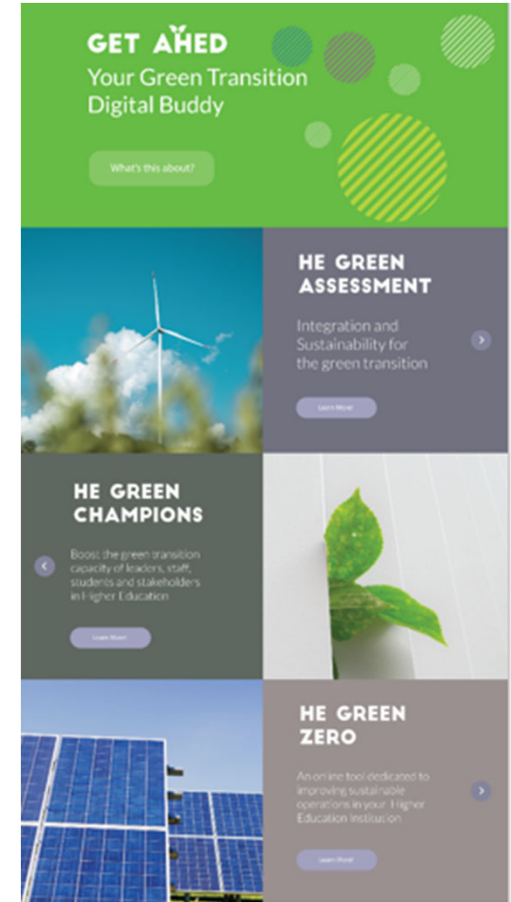 GET AHED
Your Green Transition
Digital Buddy
What's this about?
HE GREEN
ASSESSMENT
Integration and
Sustainability for
the green transition
Learn More!
HE GREEN
CHAMPIONS
Boost the green transition
capacity of leaders, staff,
students and stakeholders
in Higher Education
Learn More!
HE GREEN
ZERO
An online tool dedicated to
improving sustainable
operations in your Higher
Education Institution
Learn More!